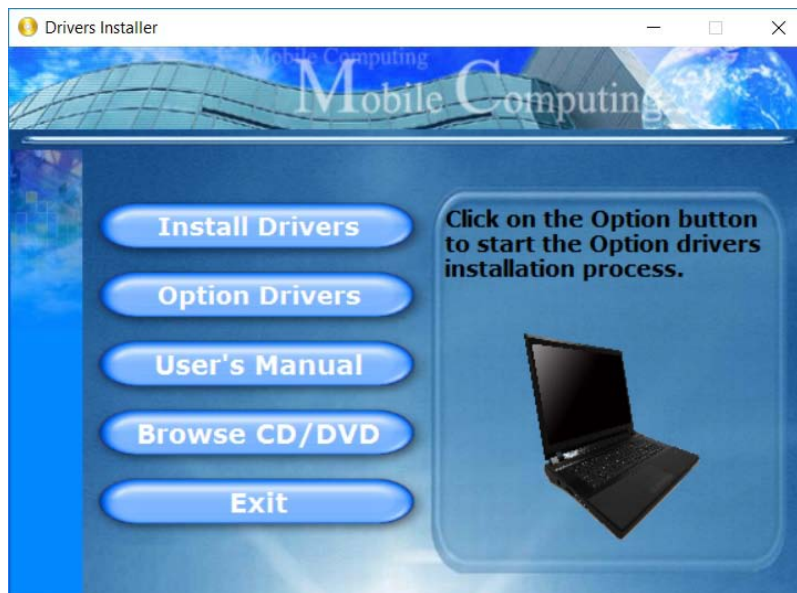 Drivers Installer
Mobile Computing
Mobile Computing
Install Drivers
Option Drivers
User's Manual
Browse CD/DVD
Exit
Click on the Option button
to start the Option drivers
installation process.